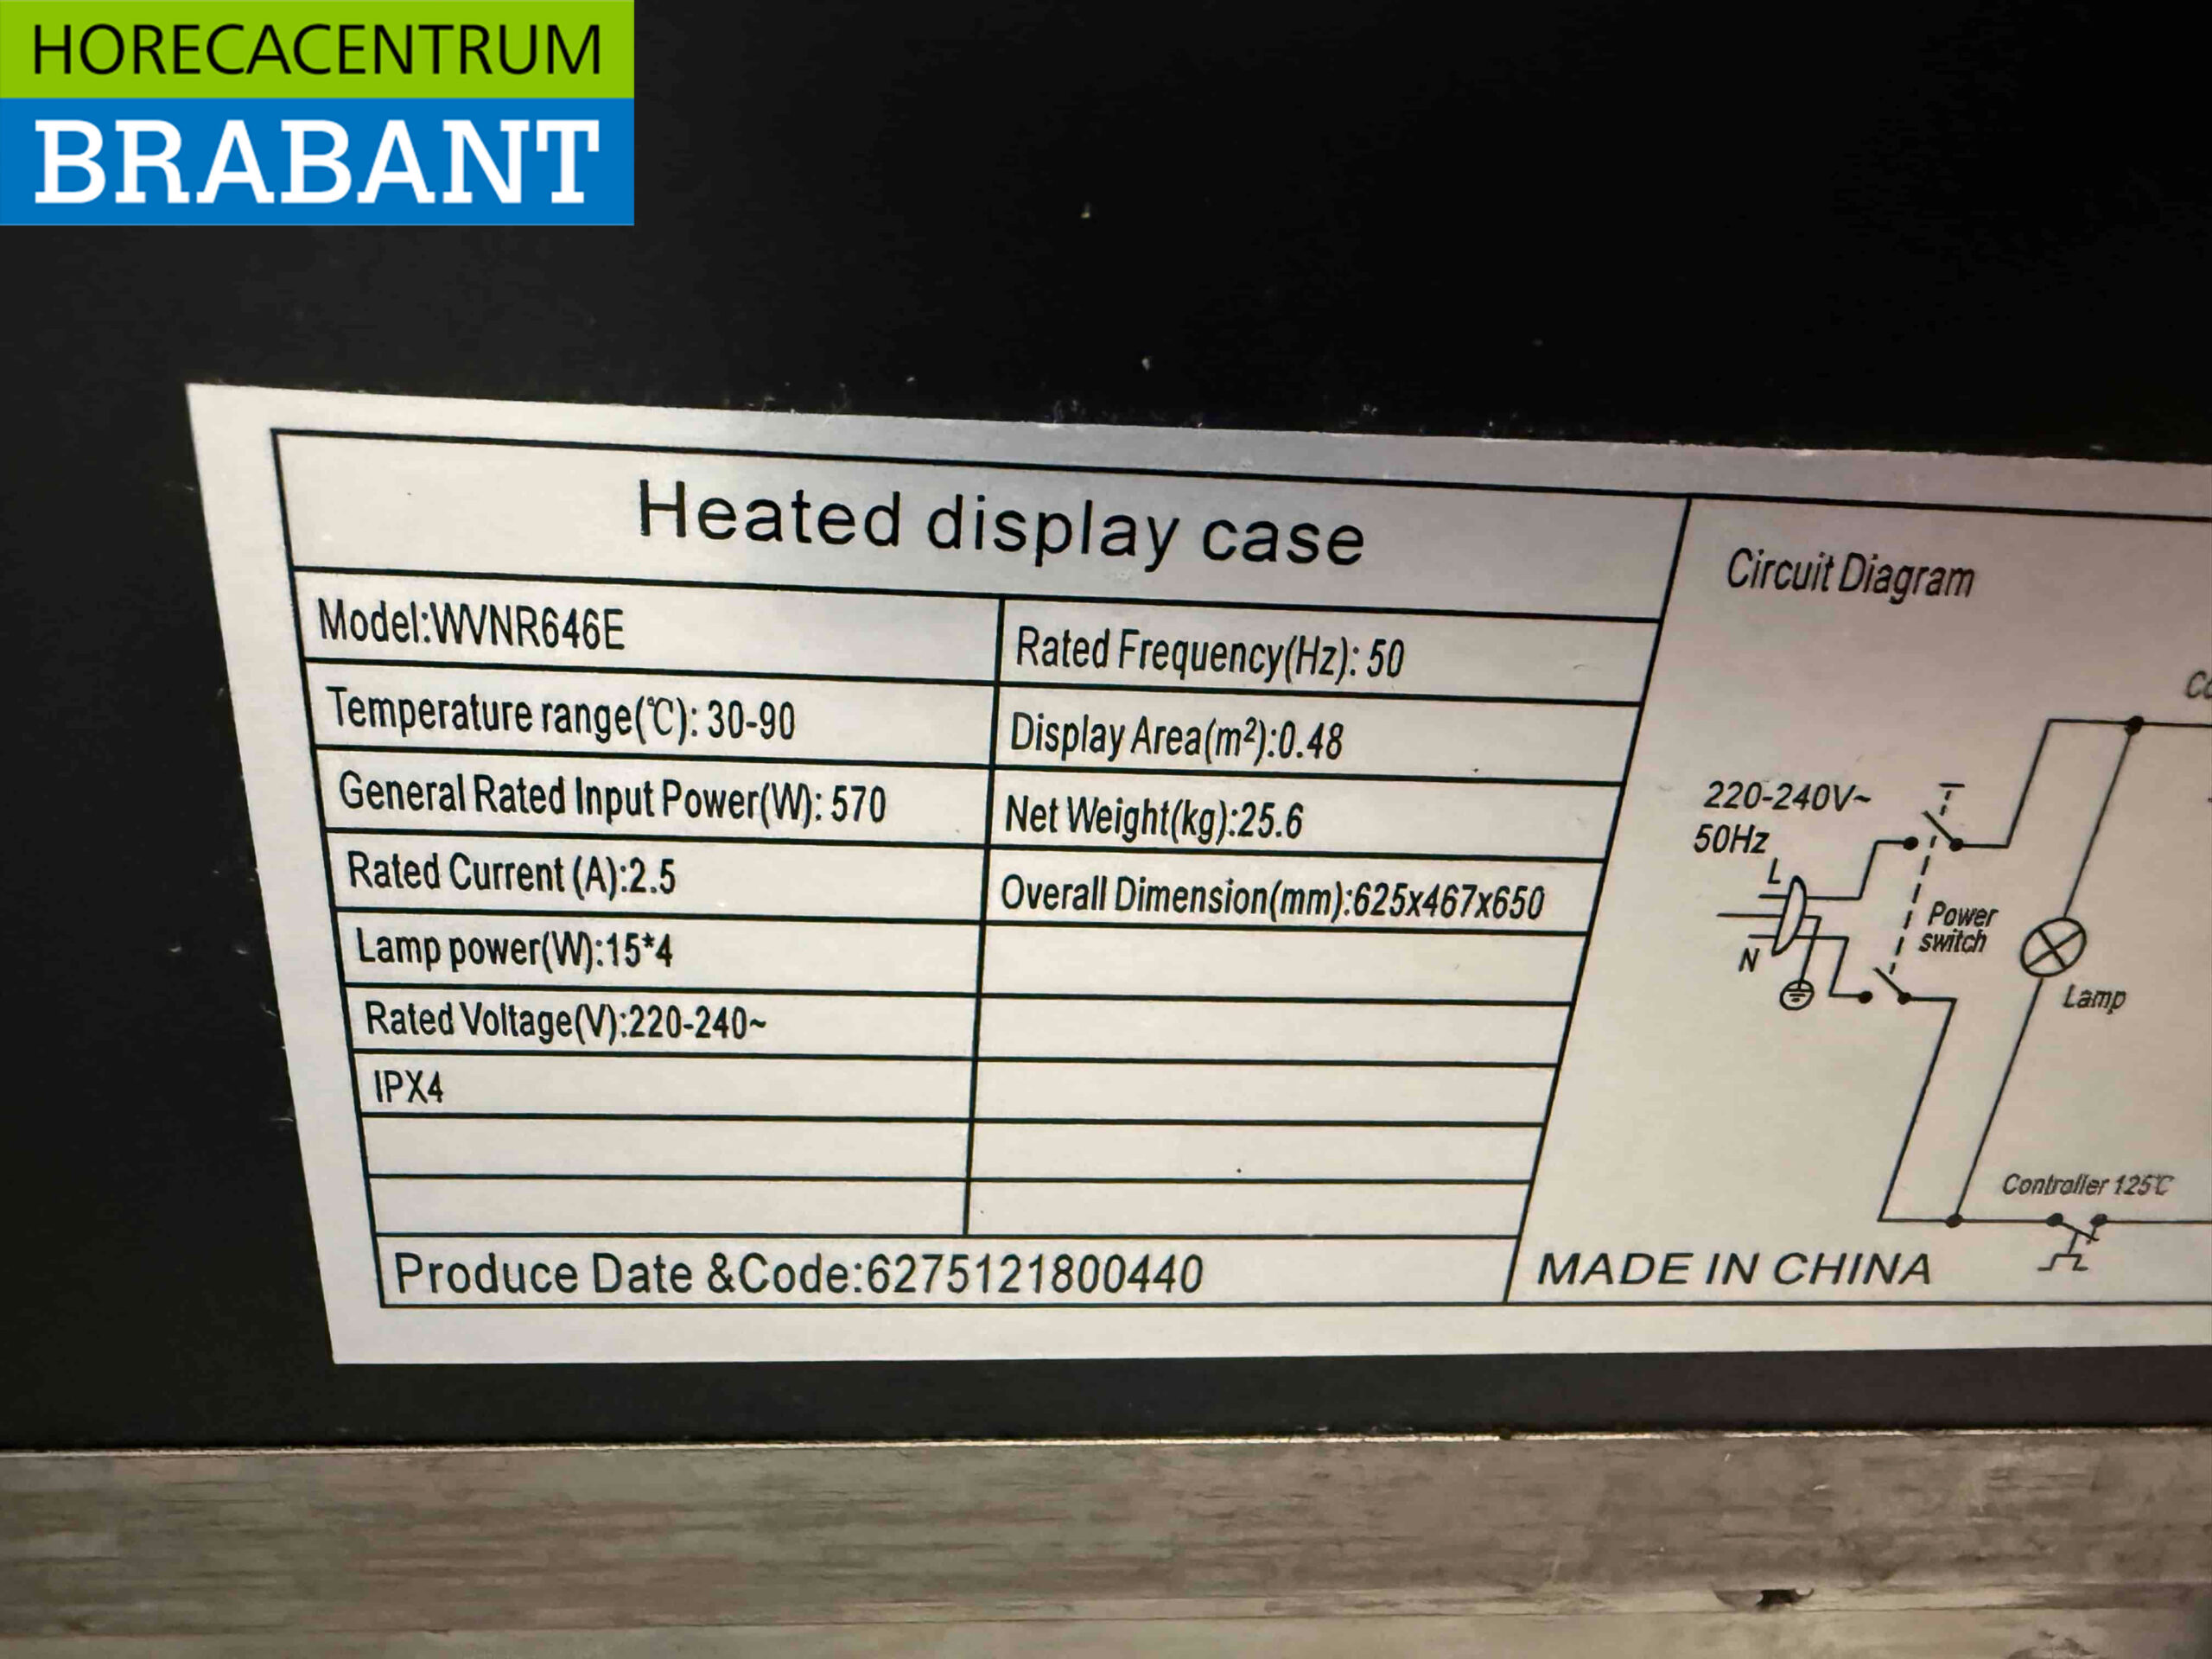 HORECACENTRUM
BRABANT
Heated display case
Model:WVNR646E
Rated Frequency(Hz): 50
Temperature range(℃): 30-90
Display Area(m²):0.48
General Rated Input Power(W): 570
Net Weight(kg):25.6
Rated Current (A):2.5
Overall Dimension(mm):625x467x650
Lamp power(W):15*4
Rated Voltage(V):220-240~
IPX4
Produce Date &Code:6275121800440
Circuit Diagram
220-240V~
50Hz
L
N
Power
switch
Lamp
Controller 125℃
MADE IN CHINA